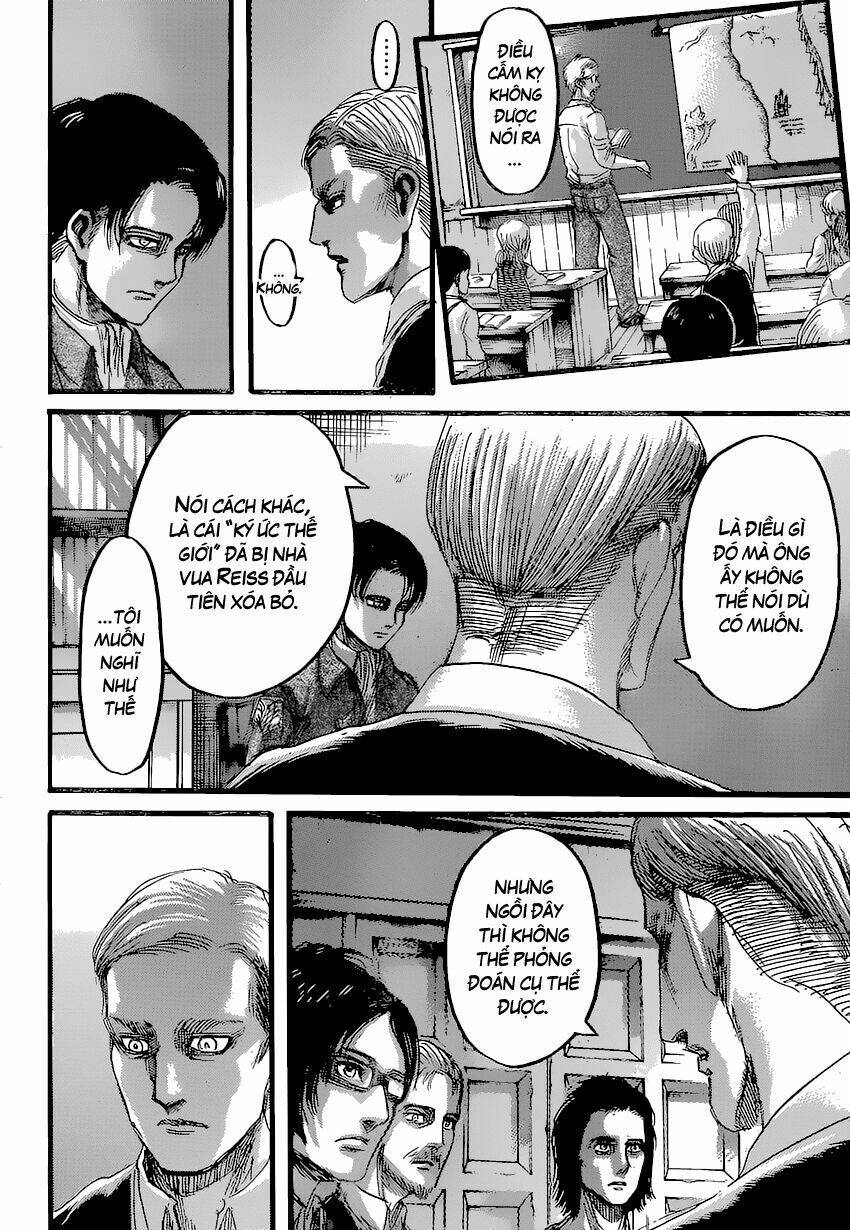 ĐIỀU
CẤM KỴ
KHÔNG
ĐƯỢC
NÓI RA
...
......
...
KHÔNG.
LÀ ĐIỀU GÌ
ĐÓ MÀ ÔNG
ẤY KHÔNG
THỂ NÓI DÙ
CÓ MUỐN.
NÓI CÁCH KHÁC,
LÀ CÁI “KÝ ỨC THẾ
GIỚI” ĐÃ BỊ NHÀ
VUA REISS ĐẦU
TIÊN XÓA BỎ.
...TÔI
MUỐN
NGHĨ
NHƯ
THẾ
NHƯNG
NGỒI ĐÂY
THÌ KHÔNG
THỂ PHỎNG
ĐOÁN CỤ THỂ
ĐƯỢC.